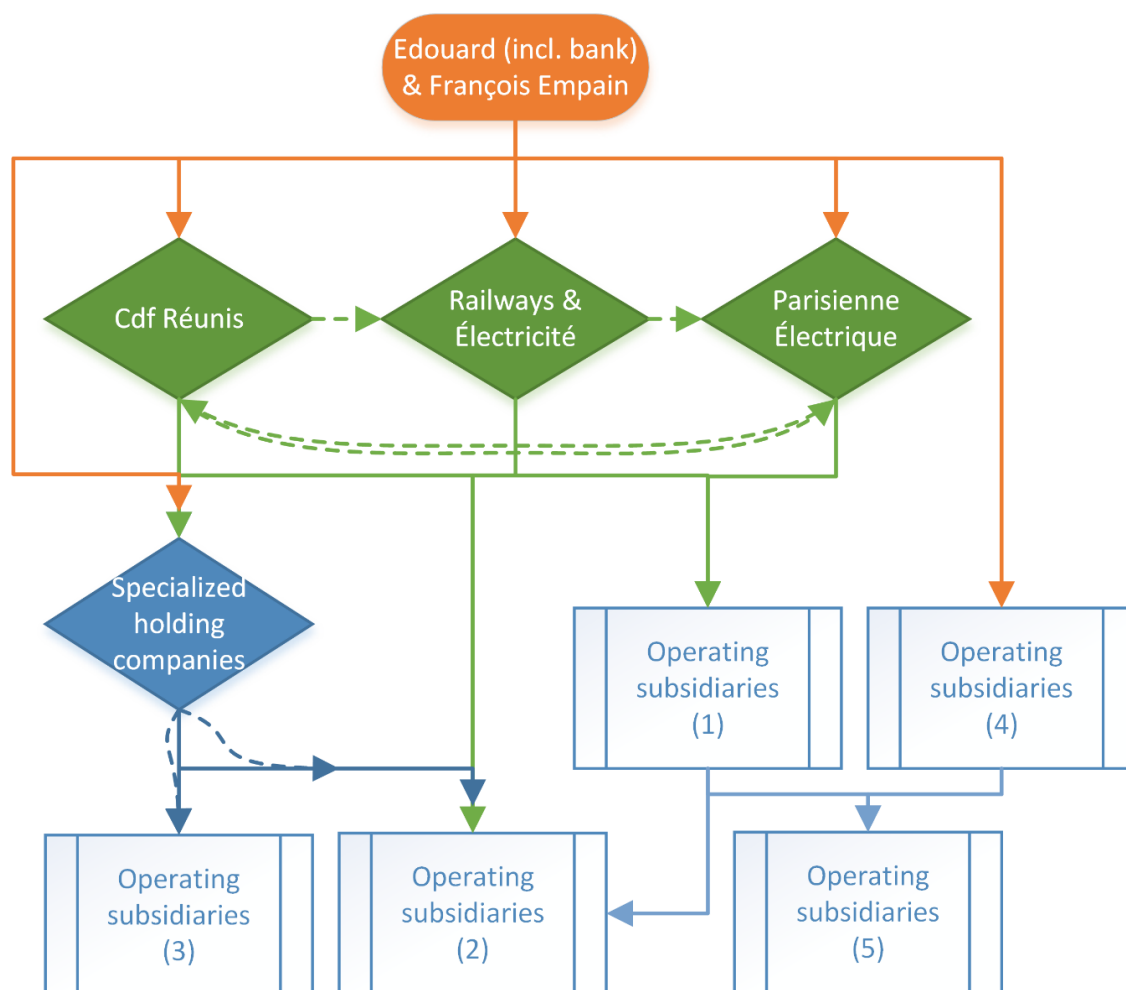 Edouard (incl. bank)
& François Empain
Cdf Réunis
Railways &
Électricité
Parisienne
Électrique
Specialized
holding
companies
Operating
subsidiaries
(1)
Operating
subsidiaries
(4)
Operating
subsidiaries
(3)
Operating
subsidiaries
(2)
Operating
subsidiaries
(5)